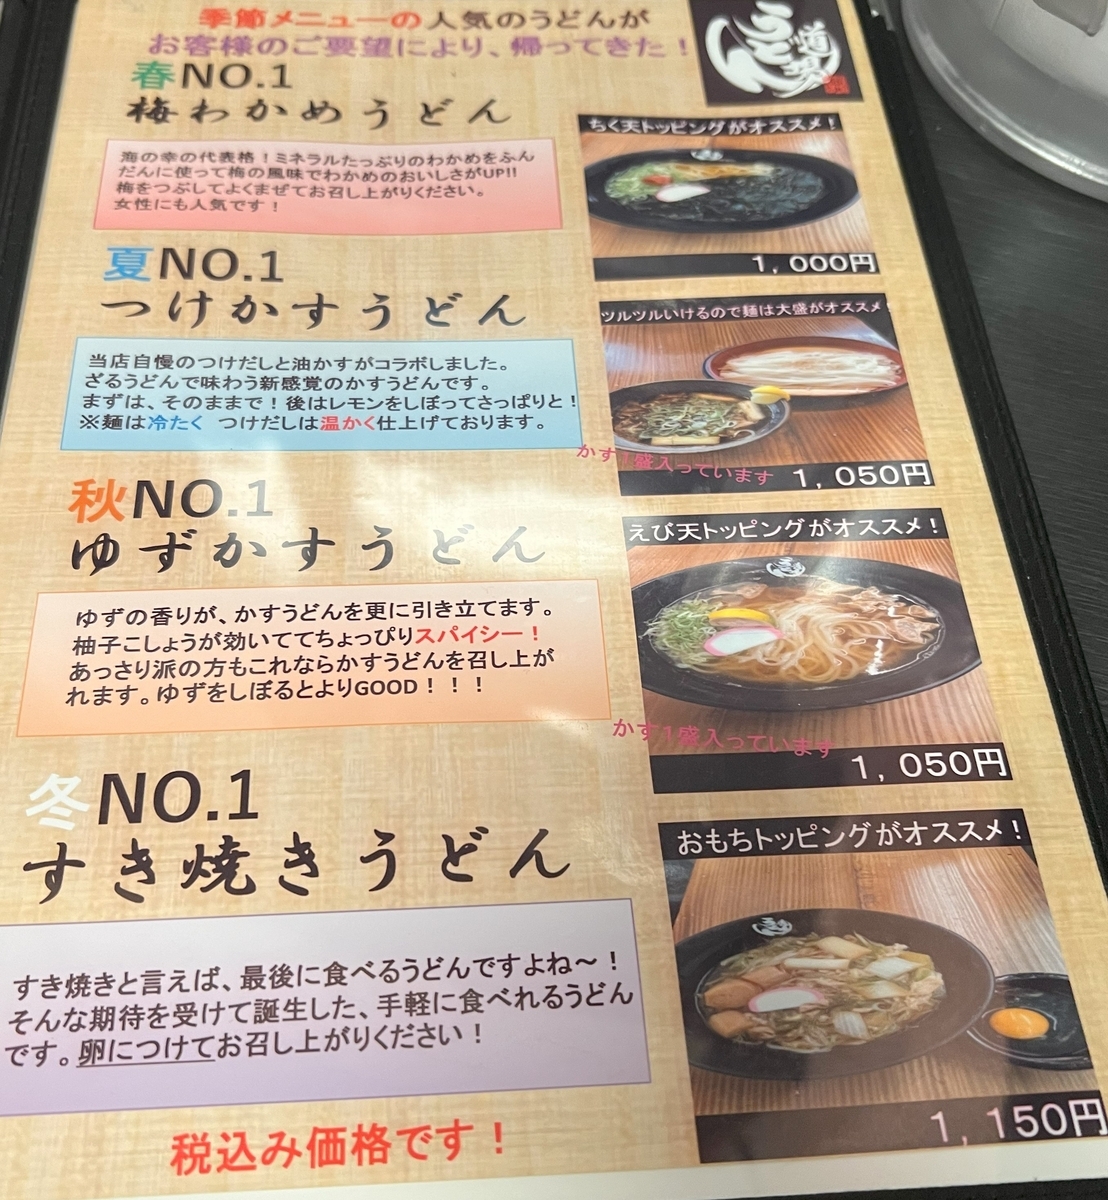 季節メニューの人気のうどんが
お客様のご要望により、帰ってきた！
うどん道場
春NO.1
梅わかめうどん
海の幸の代表格！ミネラルたっぷりのわかめをふん
だんに使って梅の風味でわかめのおいしさがUP!!
梅をつぶしてよくまぜてお召し上がりください。
女性にも人気です！
ちく天トッピングがオススメ！
1，000円
夏NO.1
つけかすうどん
当店自慢のつけだしと油かすがコラボしました。
ざるうどんで味わう新感覚のかすうどんです。
まずは、そのままで！後はレモンをしぼってさっぱりと！
※麺は冷たく つけだしは温かく仕上げております。
ツルツルいけるので麺は大盛がオススメ
かす1盛入っています
1，050円
秋NO.1
ゆずかすうどん
ゆずの香りが、かすうどんを更に引き立てます。
柚子こしょうが効いててちょっぴりスパイシー！
あっさり派の方もこれならかすうどんを召し上が
れます。ゆずをしぼるとよりGOOD！！！
えび天トッピングがオススメ！
かす1盛入っています
1，050円
冬NO.1
すき焼きうどん
すき焼きと言えば、最後に食べるうどんですよね～！
そんな期待を受けて誕生した、手軽に食べれるうどん
です。卵につけてお召し上がりください！
おもちトッピングがオススメ！
1，150円
税込み価格です！